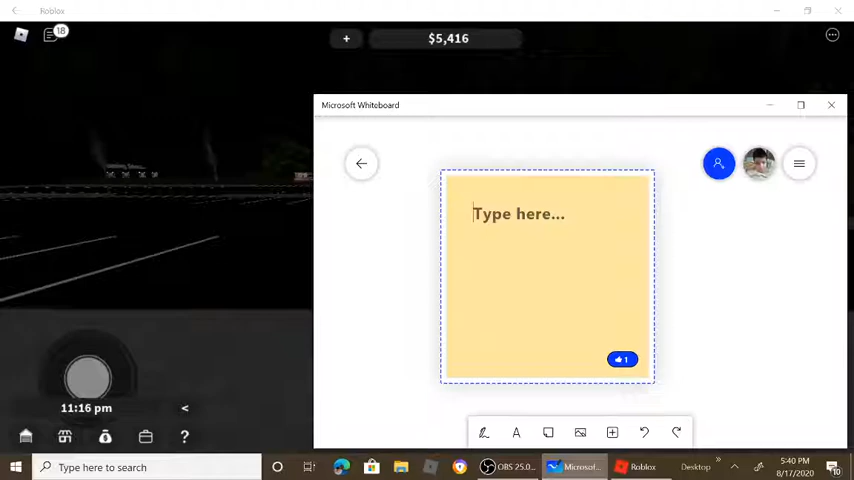 Roblox
18
+
$5,416
Microsoft Whiteboard
Type here...
1
11:16 pm
<
?
Type here to search
OBS 25.0...
Microsof...
Roblox
Desktop
»
5:40 PM
8/17/2020
10